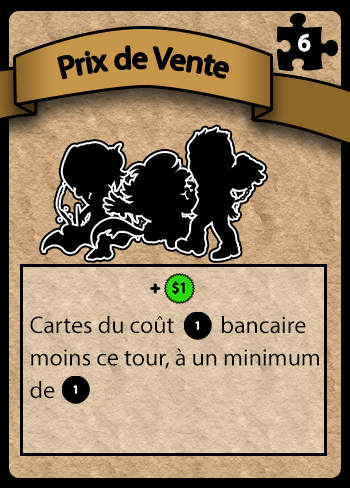 Prix de Vente
6
+ $1
Cartes du coût 1 bancaire
moins ce tour, à un minimum
de 1